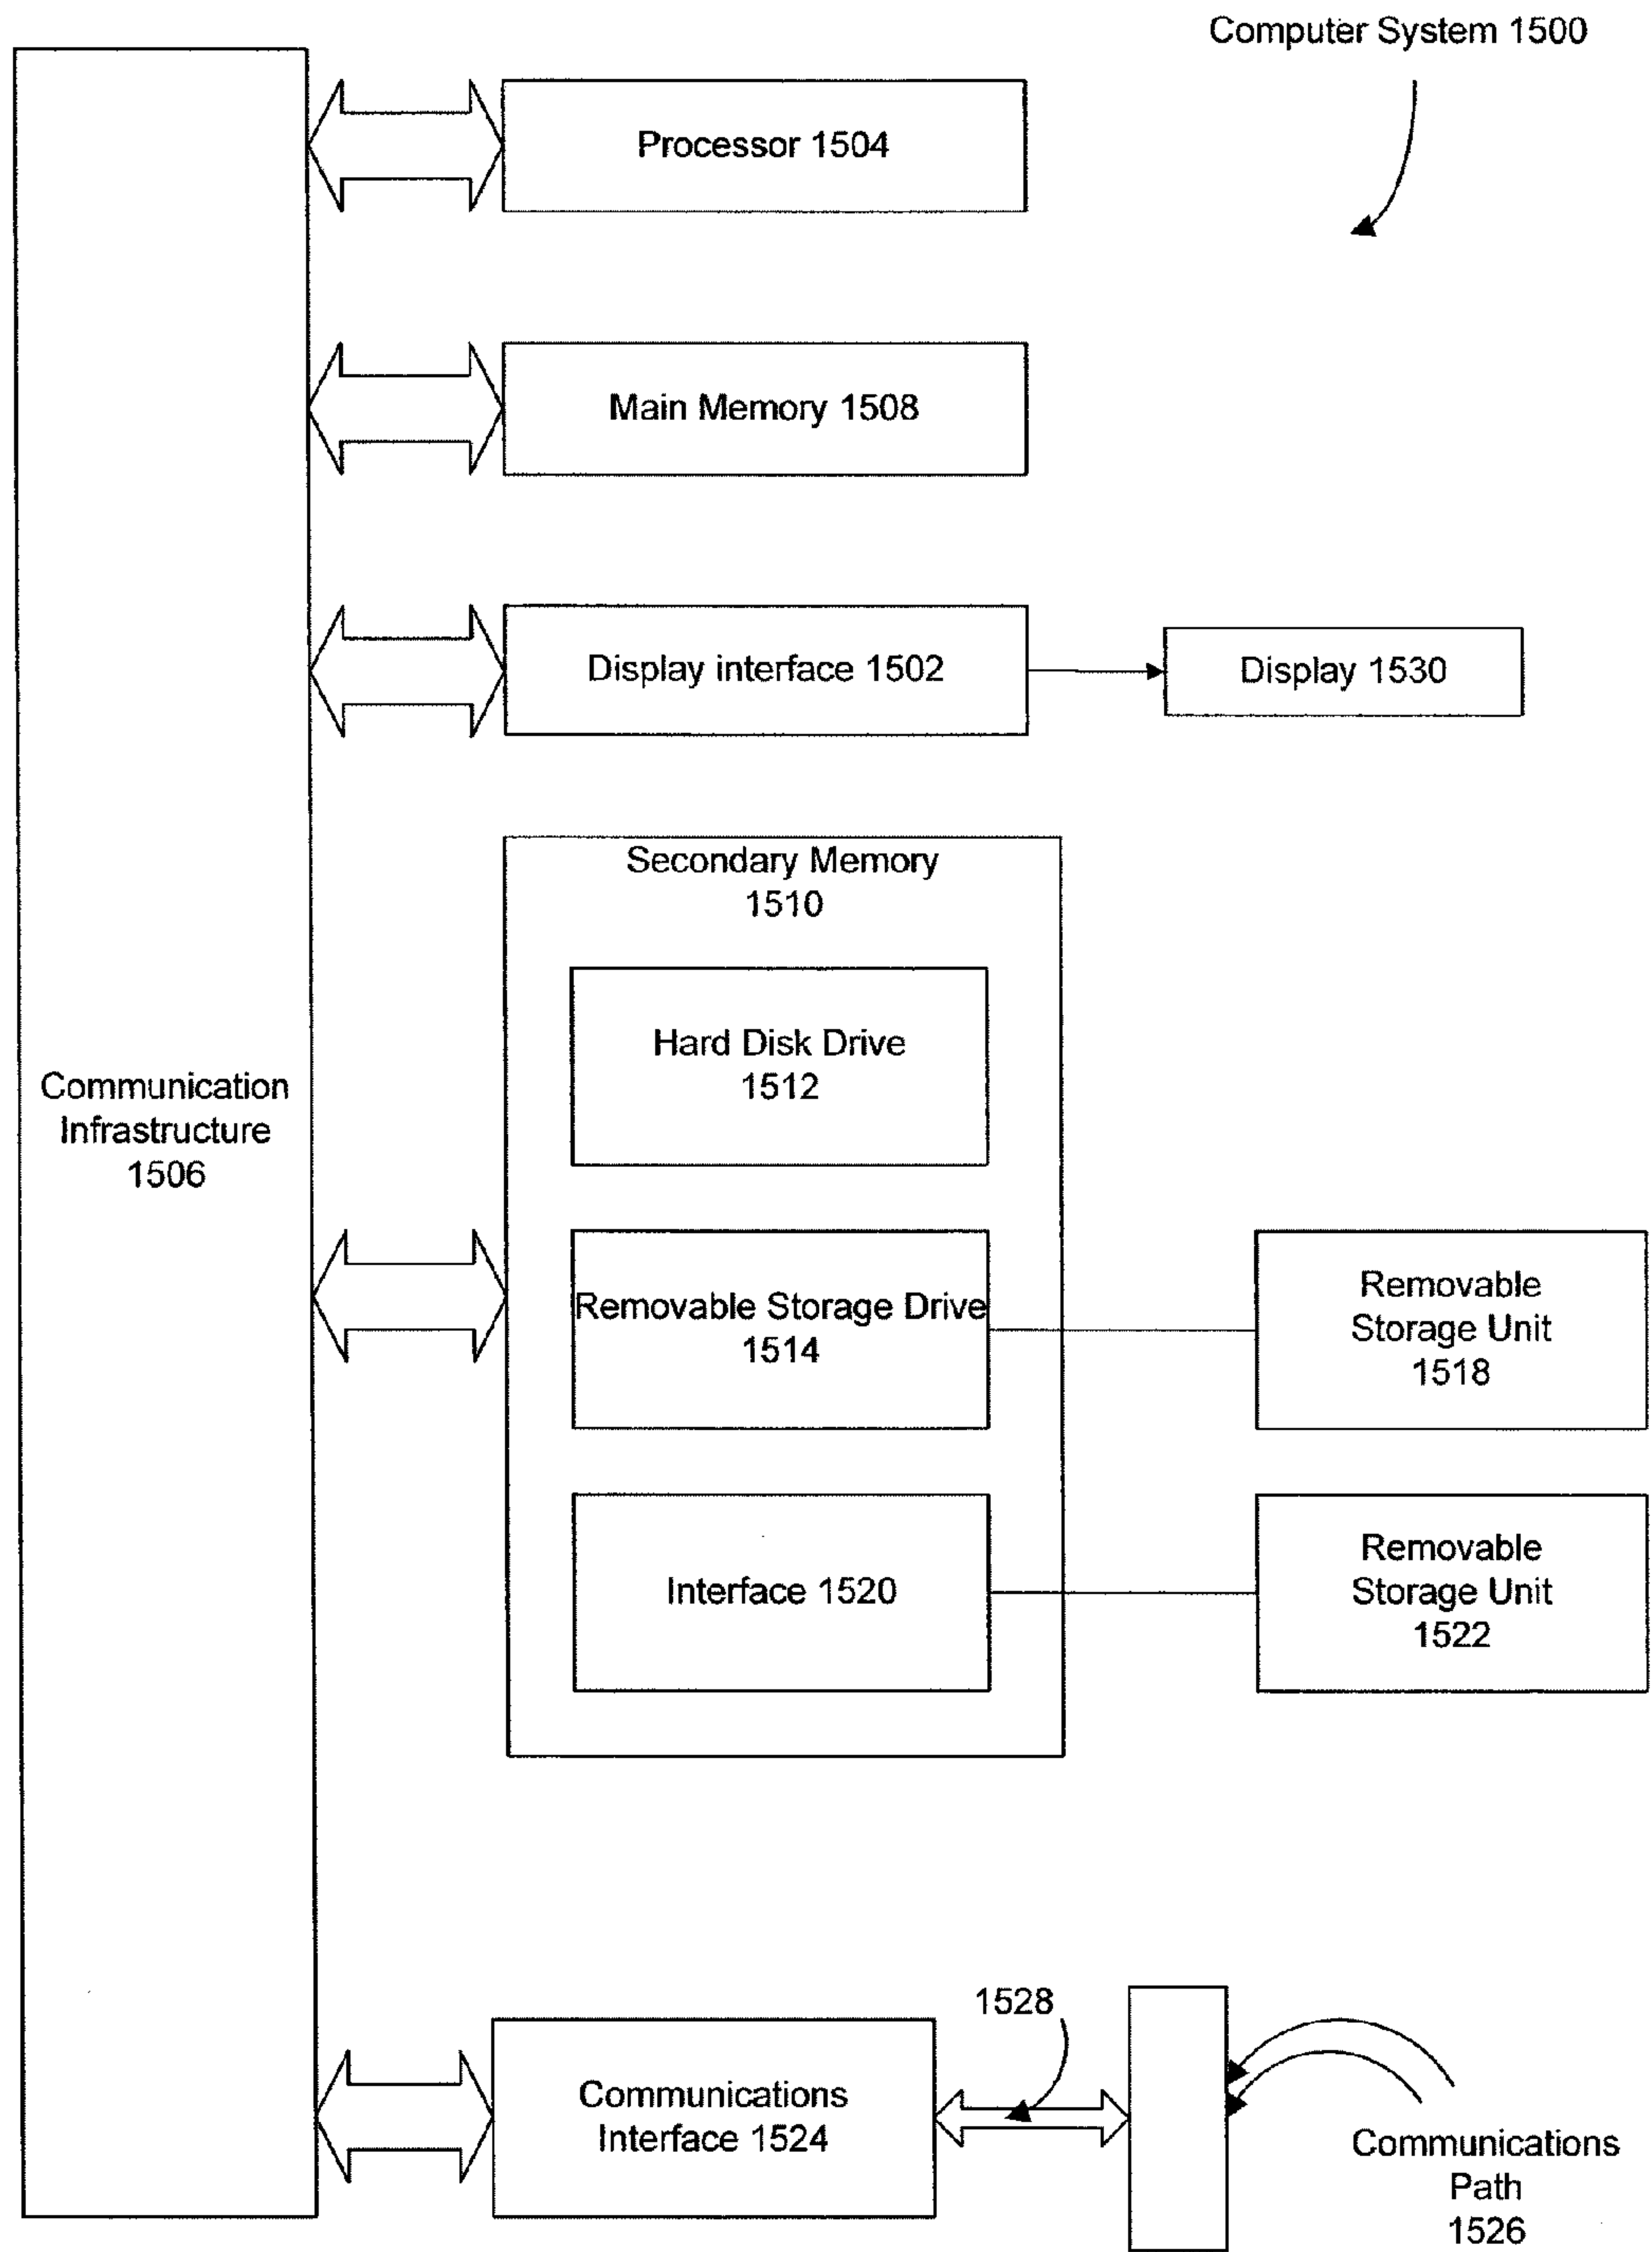 Computer System 1500
Processor 1504
Main Memory 1508
Display interface 1502
Display 1530
Secondary Memory
1510
Hard Disk Drive
1512
Communication
Infrastructure
1506
Removable Storage Drive
1514
Removable
Storage Unit
1518
Interface 1520
Removable
Storage Unit
1522
1528
Communications
Interface 1524
Communications
Path
1526